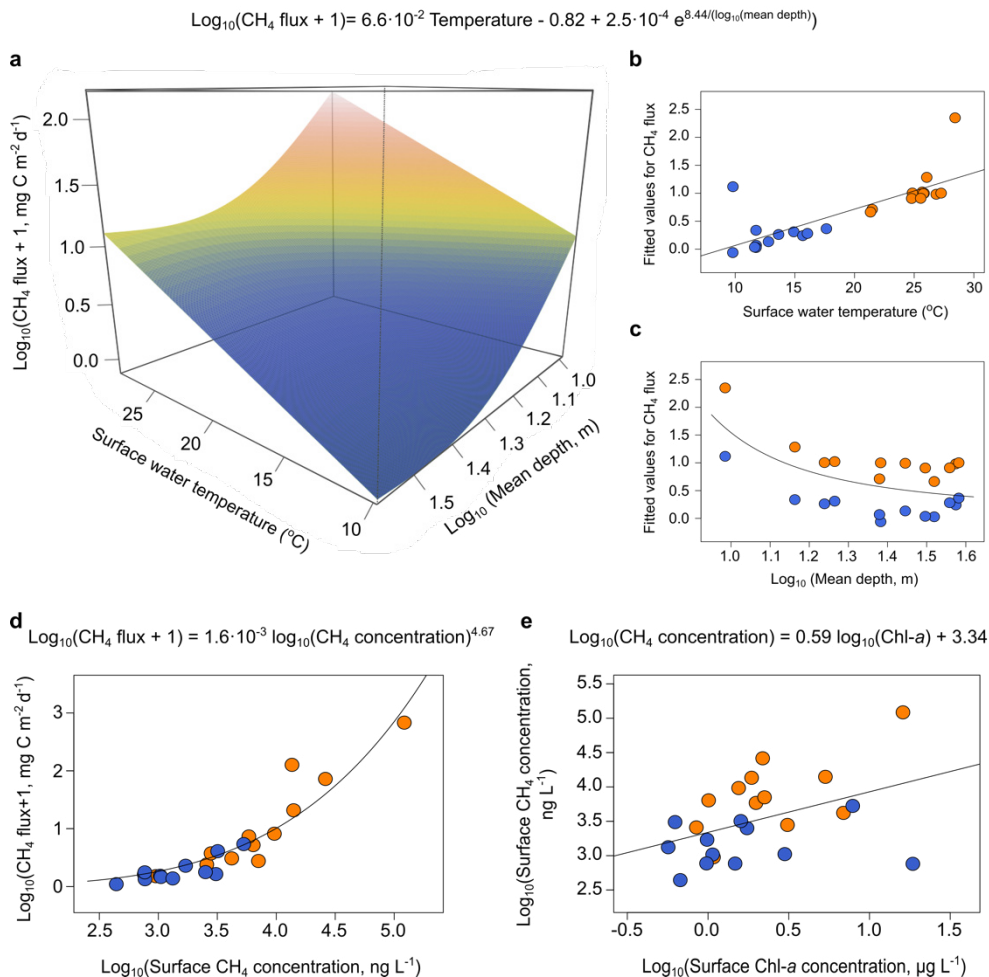 Log₁₀(CH₄ flux + 1)= 6.6·10⁻² Temperature - 0.82 + 2.5·10⁻⁴ e^8.44/(log₁₀(mean depth))
a
Log₁₀(CH₄ flux + 1, mg C m⁻² d⁻¹)
2.0
1.5
1.0
0.5
0.0
25
20
15
10
Surface water temperature (°C)
1.0
1.1
1.2
1.3
1.4
1.5
Log₁₀ (Mean depth, m)
b
Fitted values for CH₄ flux
2.5
2.0
1.5
1.0
0.5
0.0
10 15 20 25 30
Surface water temperature (°C)
c
Fitted values for CH₄ flux
2.5
2.0
1.5
1.0
0.5
0.0
1.0 1.1 1.2 1.3 1.4 1.5 1.6
Log₁₀ (Mean depth, m)
d
Log₁₀(CH₄ flux + 1) = 1.6·10⁻³ log₁₀(CH₄ concentration)⁴·⁶⁷
Log₁₀(CH₄ flux+1, mg C m⁻² d⁻¹)
3
2
1
0
2.5 3.0 3.5 4.0 4.5 5.0
Log₁₀(Surface CH₄ concentration, ng L⁻¹)
e
Log₁₀(CH₄ concentration) = 0.59 log₁₀(Chl-a) + 3.34
Log₁₀(Surface CH₄ concentration,
ng L⁻¹)
5.5
5.0
4.5
4.0
3.5
3.0
2.5
-0.5 0.0 0.5 1.0 1.5
Log₁₀(Surface Chl-a concentration, µg L⁻¹)